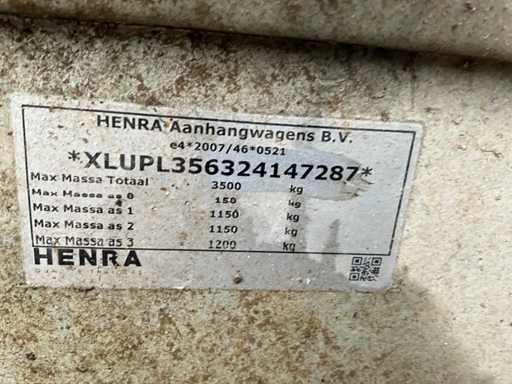 HENRA Aanhangwagens B.V.
e4*2007/46*0521
*XLUPL356324147287*
Max Massa Totaal 3500 kg
Max Massa as 0 150 kg
Max Massa as 1 1150 kg
Max Massa as 2 1150 kg
Max Massa as 3 1200 kg
HENRA